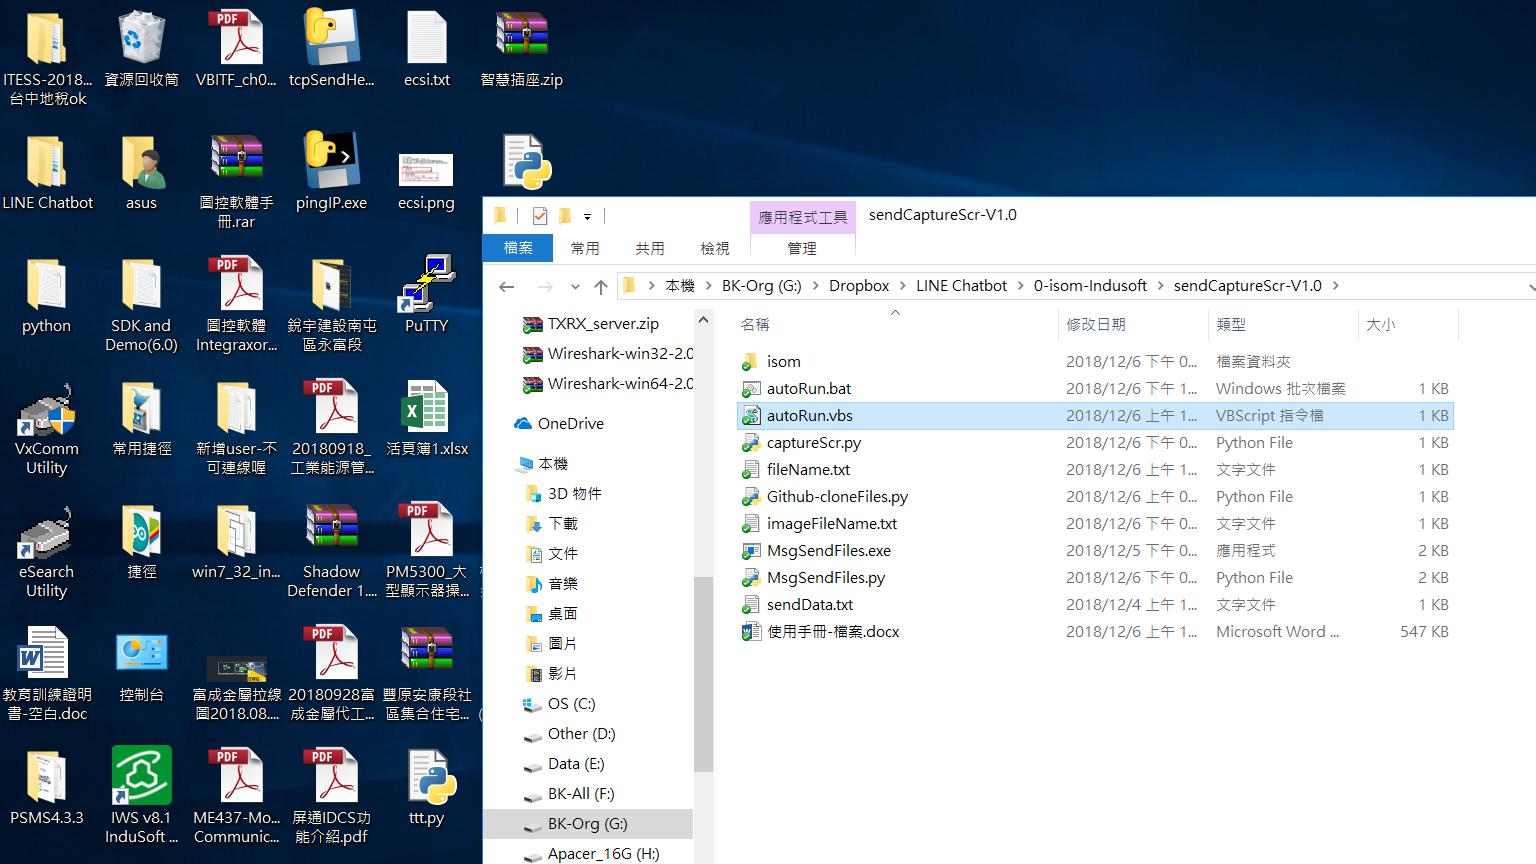 ITESS-2018...
台中地稅ok
資源回收筒
VBITF_ch0...
tcpSendHe...
ecsi.txt
智慧插座.zip
LINE Chatbot
asus
圖控軟體手
冊.rar
pingIP.exe
ecsi.png
python
SDK and
Demo(6.0)
圖控軟體
Integraxor...
銳宇建設南屯
區永富段
PuTTY
VxComm
Utility
常用捷徑
新增user-不
可連線喔
20180918_
工業能源管...
活頁簿1.xlsx
eSearch
Utility
捷徑
win7_32_in...
Shadow
Defender 1....
PM5300_大
型顯示器操...
教育訓練證明
書-空白.doc
控制台
富成金屬拉線
圖2018.08....
20180928富
成金屬代工...
豐原安康段社
區集合住宅...
PSMS4.3.3
IWS v8.1
InduSoft ...
ME437-Mo...
Communic...
屏通IDCS功
能介紹.pdf
ttt.py
應用程式工具
sendCaptureScr-V1.0
檔案
常用
共用
檢視
管理
本機 > BK-Org (G:) > Dropbox > LINE Chatbot > 0-isom-Indusoft > sendCaptureScr-V1.0 >
TXRX_server.zip
Wireshark-win32-2.0
Wireshark-win64-2.0
OneDrive
本機
3D 物件
下載
文件
音樂
桌面
圖片
影片
OS (C:)
Other (D:)
Data (E:)
BK-All (F:)
BK-Org (G:)
Apacer_16G (H:)
名稱 修改日期 類型 大小
isom 2018/12/6 下午 0... 檔案資料夾
autoRun.bat 2018/12/6 下午 1... Windows 批次檔案 1 KB
autoRun.vbs 2018/12/6 上午 1... VBScript 指令檔 1 KB
captureScr.py 2018/12/6 下午 0... Python File 1 KB
fileName.txt 2018/12/6 上午 1... 文字文件 1 KB
Github-cloneFiles.py 2018/12/6 下午 0... Python File 1 KB
imageFileName.txt 2018/12/6 下午 0... 文字文件 1 KB
MsgSendFiles.exe 2018/12/5 下午 0... 應用程式 2 KB
MsgSendFiles.py 2018/12/6 下午 0... Python File 2 KB
sendData.txt 2018/12/4 上午 1... 文字文件 1 KB
使用手冊-檔案.docx 2018/12/6 上午 1... Microsoft Word ... 547 KB